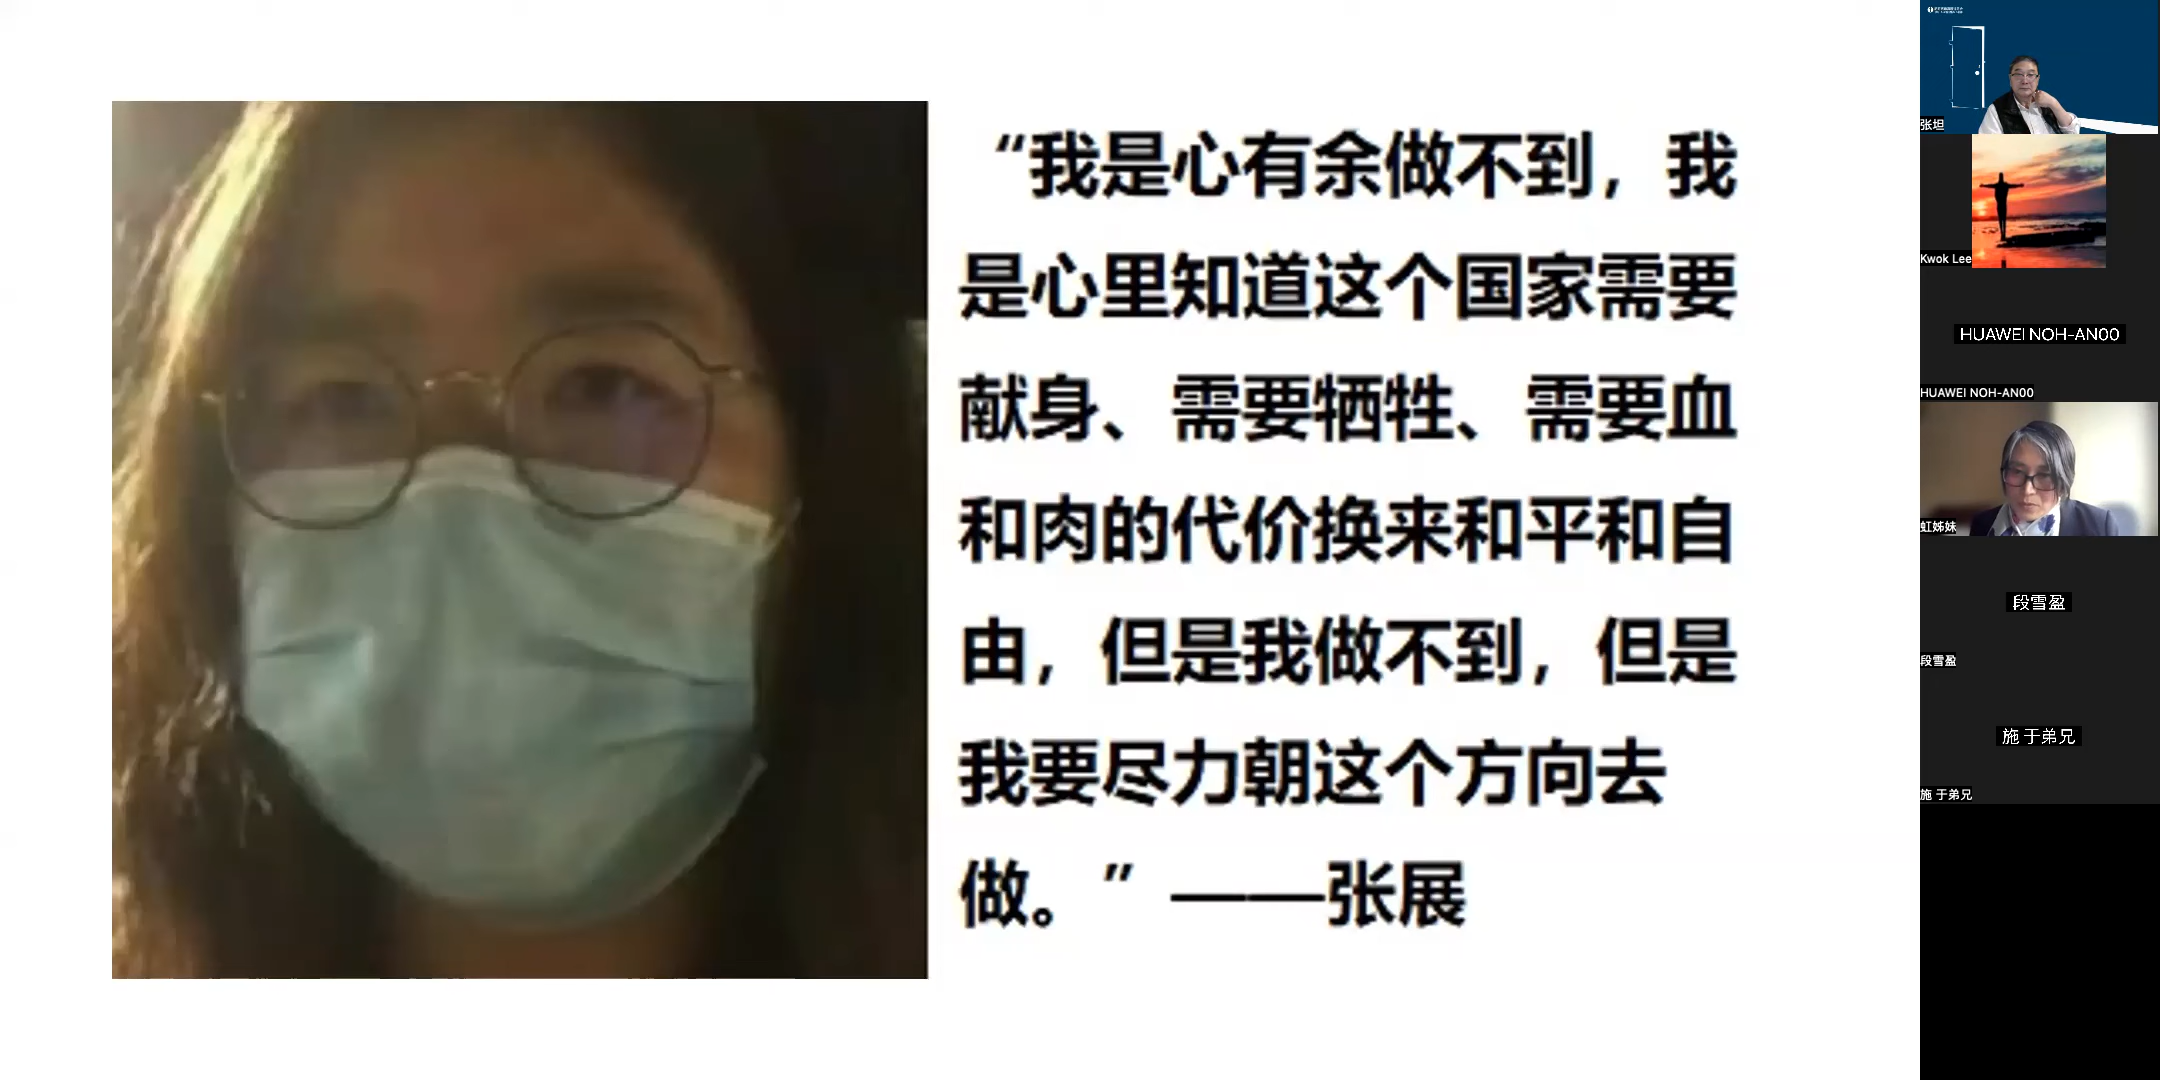 “我是心有余做不到，我
是心里知道这个国家需要
献身、需要牺牲、需要血
和肉的代价换来和平和自
由，但是我做不到，但是
我要尽力朝这个方向去
做。”——张展
张坦
Kwok Lee
HUAWEI NOH-AN00
HUAWEI NOH-AN00
虹姊妹
段雪盈
段雪盈
施 于弟兄
施 于弟兄